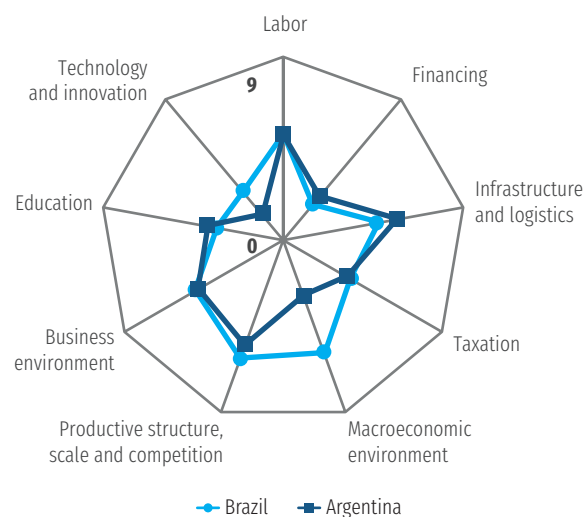 Labor
Technology
and innovation
9
Financing
Education
Infrastructure
and logistics
0
Business
environment
Taxation
Productive structure,
scale and competition
Macroeconomic
environment
Brazil
Argentina